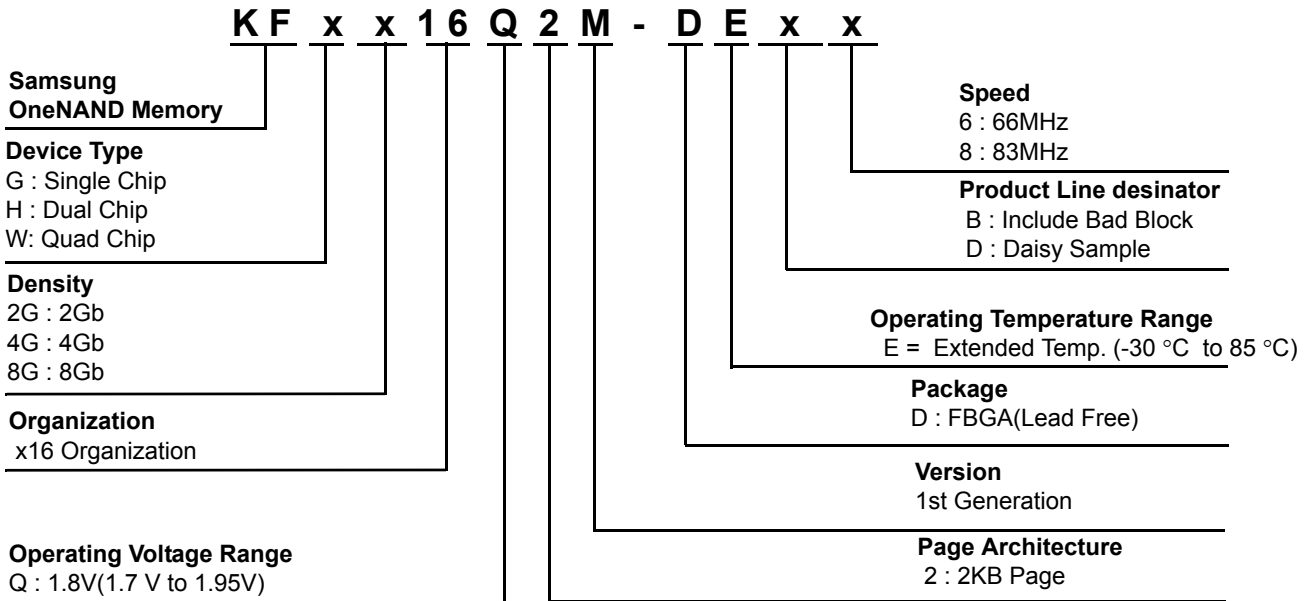 KF x x 16 Q 2 M - D E x x
Samsung
OneNAND Memory
Device Type
G : Single Chip
H : Dual Chip
W: Quad Chip
Density
2G : 2Gb
4G : 4Gb
8G : 8Gb
Organization
x16 Organization
Operating Voltage Range
Q : 1.8V(1.7 V to 1.95V)
Speed
6 : 66MHz
8 : 83MHz
Product Line desinator
B : Include Bad Block
D : Daisy Sample
Operating Temperature Range
E = Extended Temp. (-30 °C to 85 °C)
Package
D : FBGA(Lead Free)
Version
1st Generation
Page Architecture
2 : 2KB Page